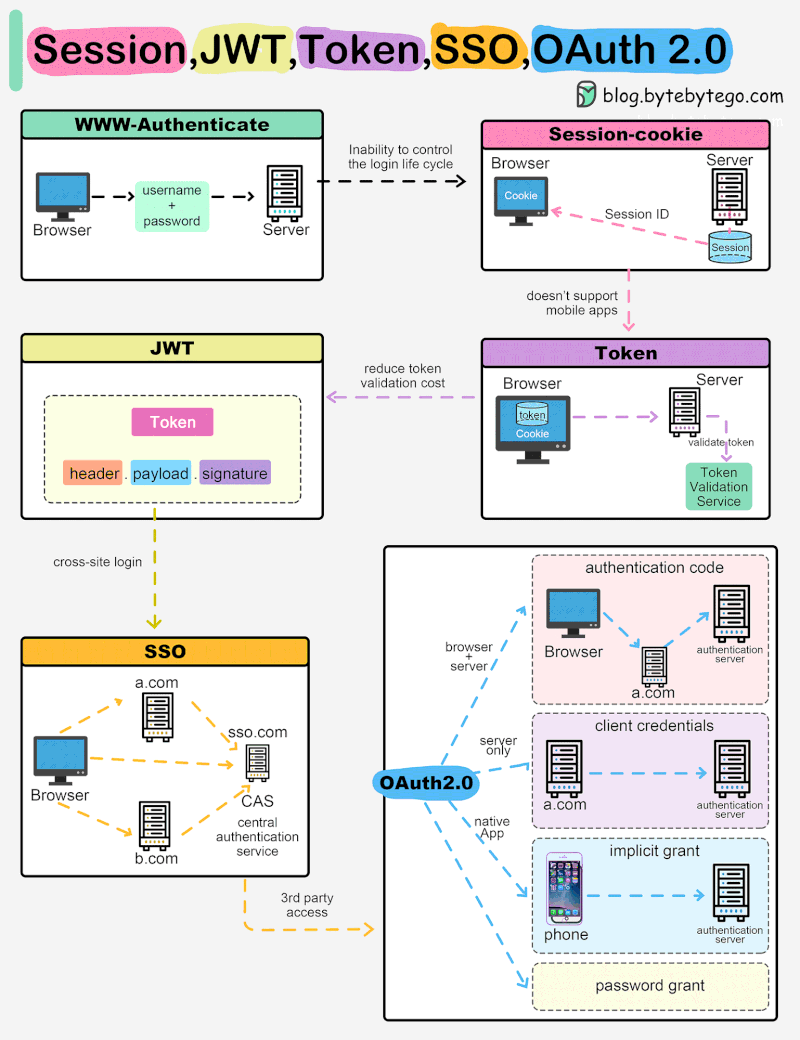 Session,JWT,Token,SSO,OAuth 2.0
blog.bytebytego.com
WWW-Authenticate
username
+
password
Browser
Server
Inability to control
the login life cycle
Session-cookie
Browser
Server
Cookie
Session ID
Session
doesn't support
mobile apps
Token
Browser
Server
token
Cookie
validate token
Token
Validation
Service
reduce token
validation cost
JWT
Token
header . payload . signature
cross-site login
SSO
a.com
sso.com
Browser
CAS
central
authentication
service
b.com
3rd party
access
OAuth2.0
browser
+
server
authentication code
Browser
a.com
authentication
server
server
only
client credentials
a.com
authentication
server
native
App
implicit grant
phone
authentication
server
password grant